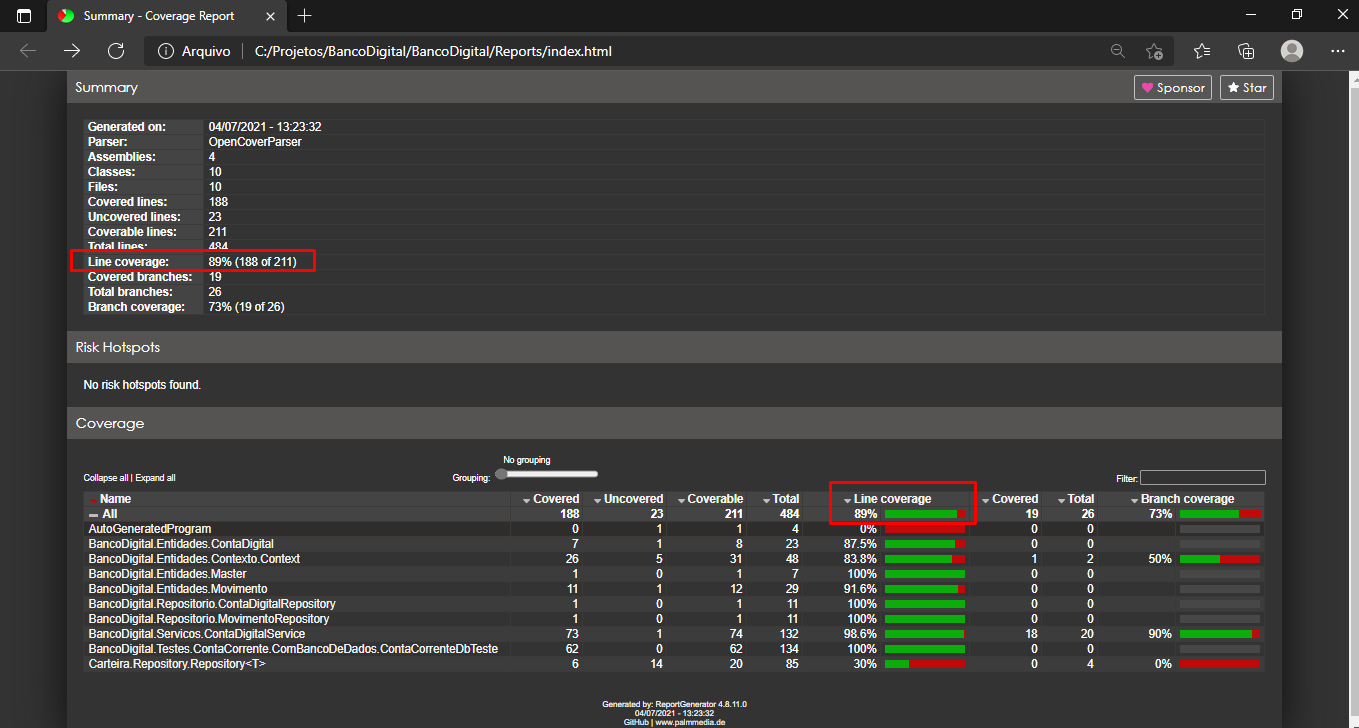 Summary - Coverage Report
Arquivo C:/Projetos/BancoDigital/BancoDigital/Reports/index.html
Summary Sponsor Star
Generated on: 04/07/2021 - 13:23:32
Parser: OpenCoverParser
Assemblies: 4
Classes: 10
Files: 10
Covered lines: 188
Uncovered lines: 23
Coverable lines: 211
Total lines: 484
Line coverage: 89% (188 of 211)
Covered branches: 19
Total branches: 26
Branch coverage: 73% (19 of 26)
Risk Hotspots
No risk hotspots found.
Coverage
No grouping
Collapse all | Expand all Grouping: Filter:
Name Covered Uncovered Coverable Total Line coverage Covered Total Branch coverage
All 188 23 211 484 89% 19 26 73%
AutoGeneratedProgram 0 1 1 4 0% 0 0
BancoDigital.Entidades.ContaDigital 7 1 8 23 87.5% 0 0
BancoDigital.Entidades.Contexto.Context 26 5 31 48 83.8% 1 2 50%
BancoDigital.Entidades.Master 1 0 1 7 100% 0 0
BancoDigital.Entidades.Movimento 11 1 12 29 91.6% 0 0
BancoDigital.Repositorio.ContaDigitalRepository 1 0 1 11 100% 0 0
BancoDigital.Repositorio.MovimentoRepository 1 0 1 11 100% 0 0
BancoDigital.Servicos.ContaDigitalService 73 1 74 132 98.6% 18 20 90%
BancoDigital.Testes.ContaCorrente.ComBancoDeDados.ContaCorrenteDbTeste 62 0 62 134 100% 0 0
Carteira.Repository.Repository<T> 6 14 20 85 30% 0 4 0%
Generated by: ReportGenerator 4.8.11.0
04/07/2021 - 13:23:32
GitHub | www.palmmedia.de